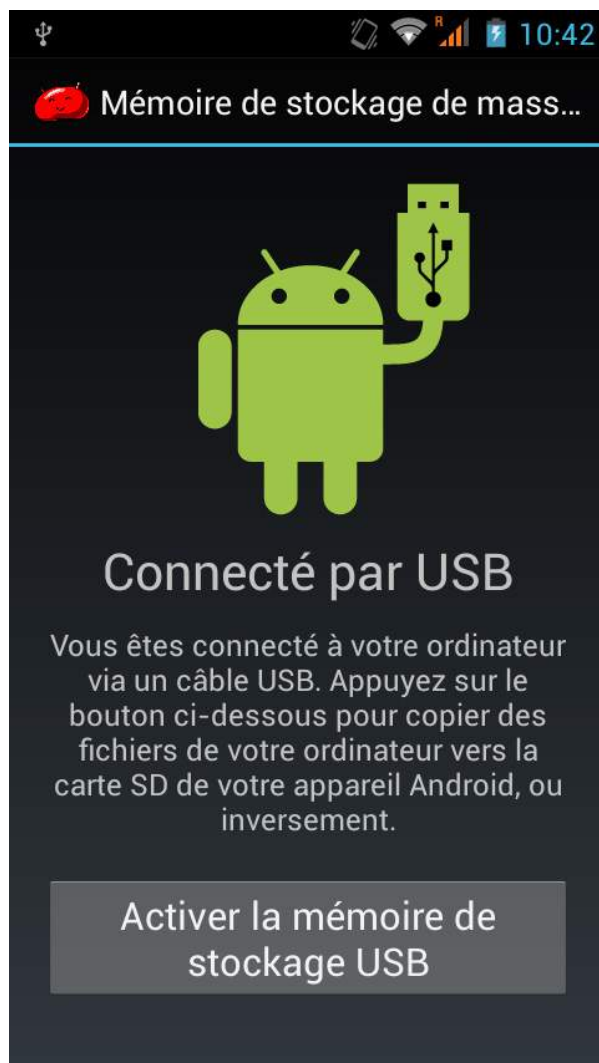 R
10:42
Mémoire de stockage de mass...
Connecté par USB
Vous êtes connecté à votre ordinateur
via un câble USB. Appuyez sur le
bouton ci-dessous pour copier des
fichiers de votre ordinateur vers la
carte SD de votre appareil Android, ou
inversement.
Activer la mémoire de
stockage USB